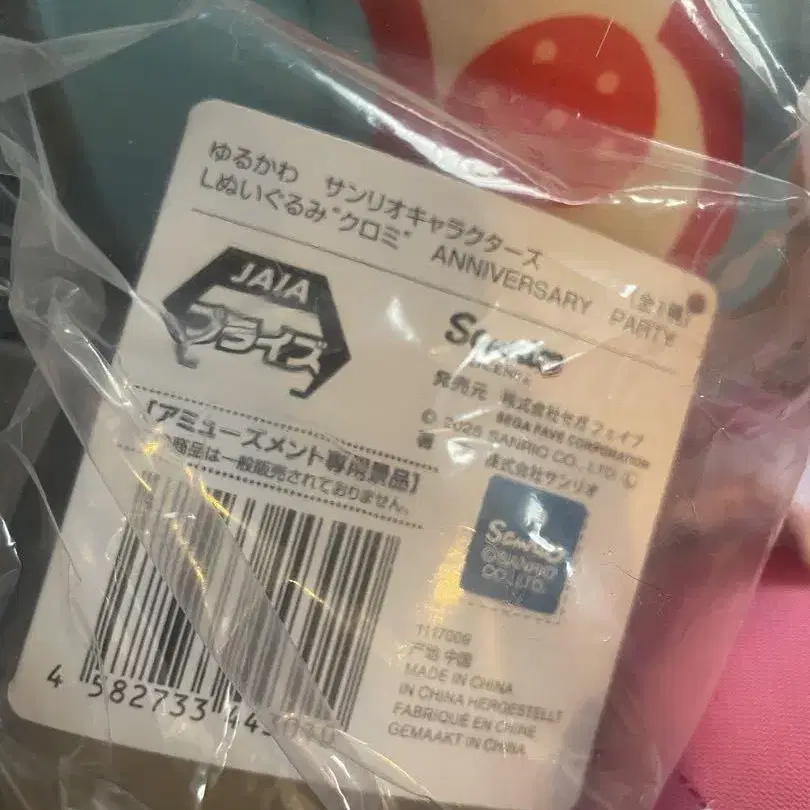 ゆるかわ サンリオキャラクターズ
Lぬいぐるみ"クロミ" ANNIVERSARY PARTY (全1種)
JAIA
プライズ
Sanrio
LICENSE
発売元 株式会社セガ フェイブ
SEGA FAVE CORPORATION
© 2025 SANRIO CO., LTD. Ⓛ
著 株式会社サンリオ
【アミューズメント専用景品】
商品は一般販売されておりません。
Sanrio
©SANRIO
CO., LTD.
1117009
产地 中国
MADE IN CHINA
IN CHINA HERGESTELLT
FABRIQUÉ EN CHINE
GEMAAKT IN CHINA
4 582733